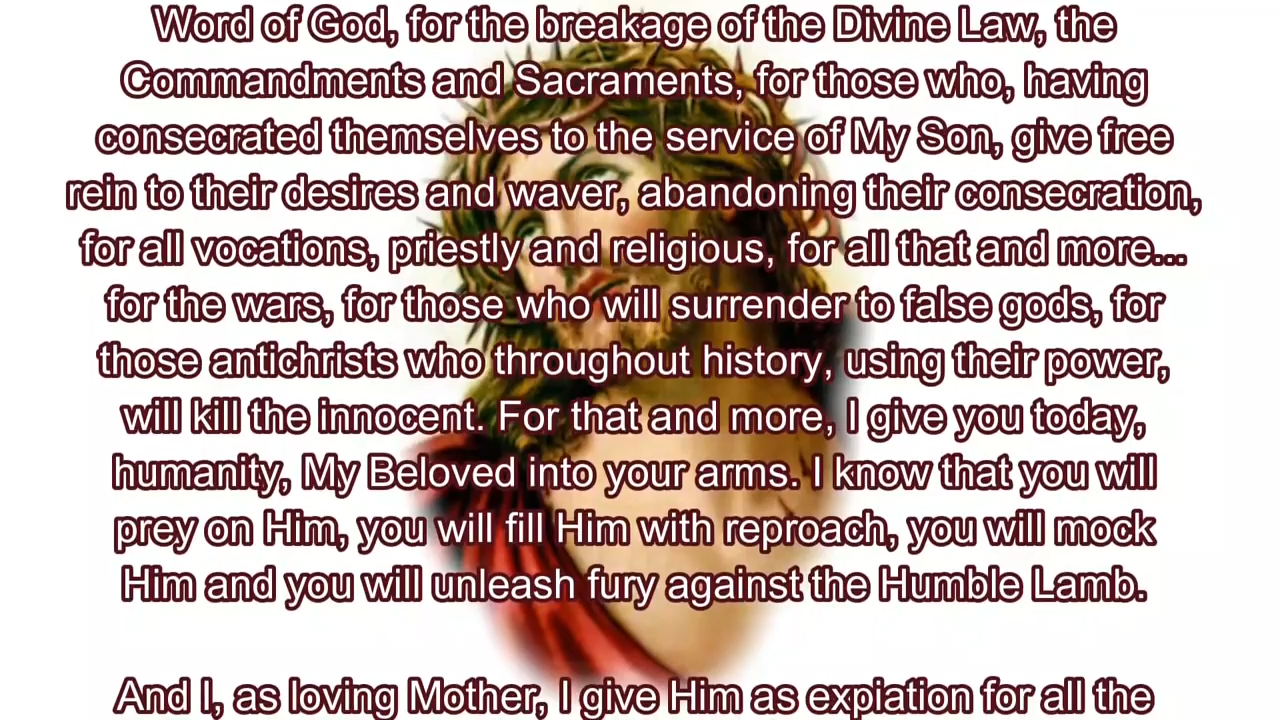 Word of God, for the breakage of the Divine Law, the
Commandments and Sacraments, for those who, having
consecrated themselves to the service of My Son, give free
rein to their desires and waver, abandoning their consecration,
for all vocations, priestly and religious, for all that and more...
for the wars, for those who will surrender to false gods, for
those antichrists who throughout history, using their power,
will kill the innocent. For that and more, I give you today,
humanity, My Beloved into your arms. I know that you will
prey on Him, you will fill Him with reproach, you will mock
Him and you will unleash fury against the Humble Lamb.
And I, as loving Mother, I give Him as expiation for all the